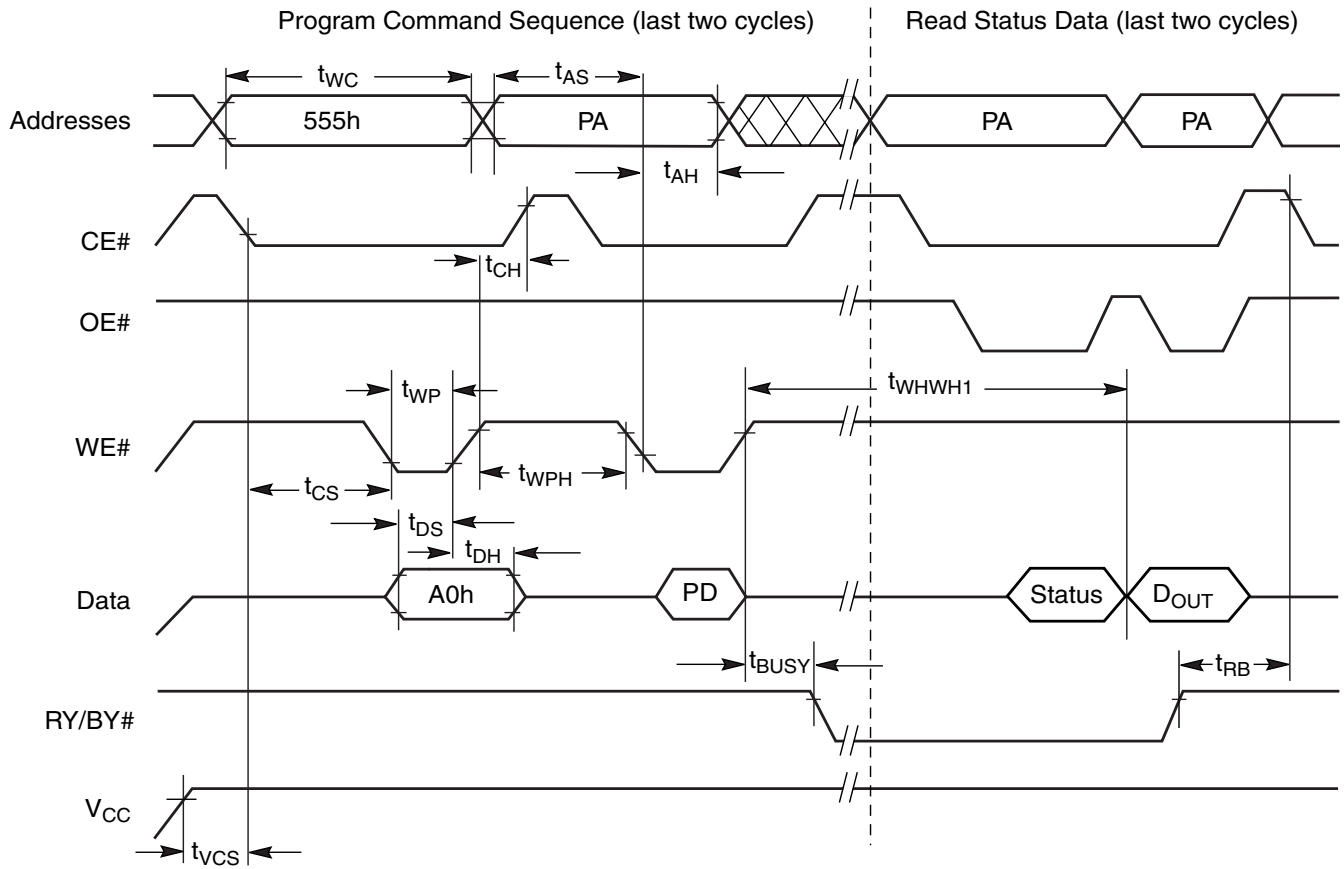 Program Command Sequence (last two cycles) Read Status Data (last two cycles)
tWC tAS
Addresses 555h PA PA PA
tAH
CE#
tCH
OE#
tWP tWHWH1
WE#
tCS tWPH
tDS
tDH
Data A0h PD Status DOUT
tBUSY tRB
RY/BY#
VCC
tVCS